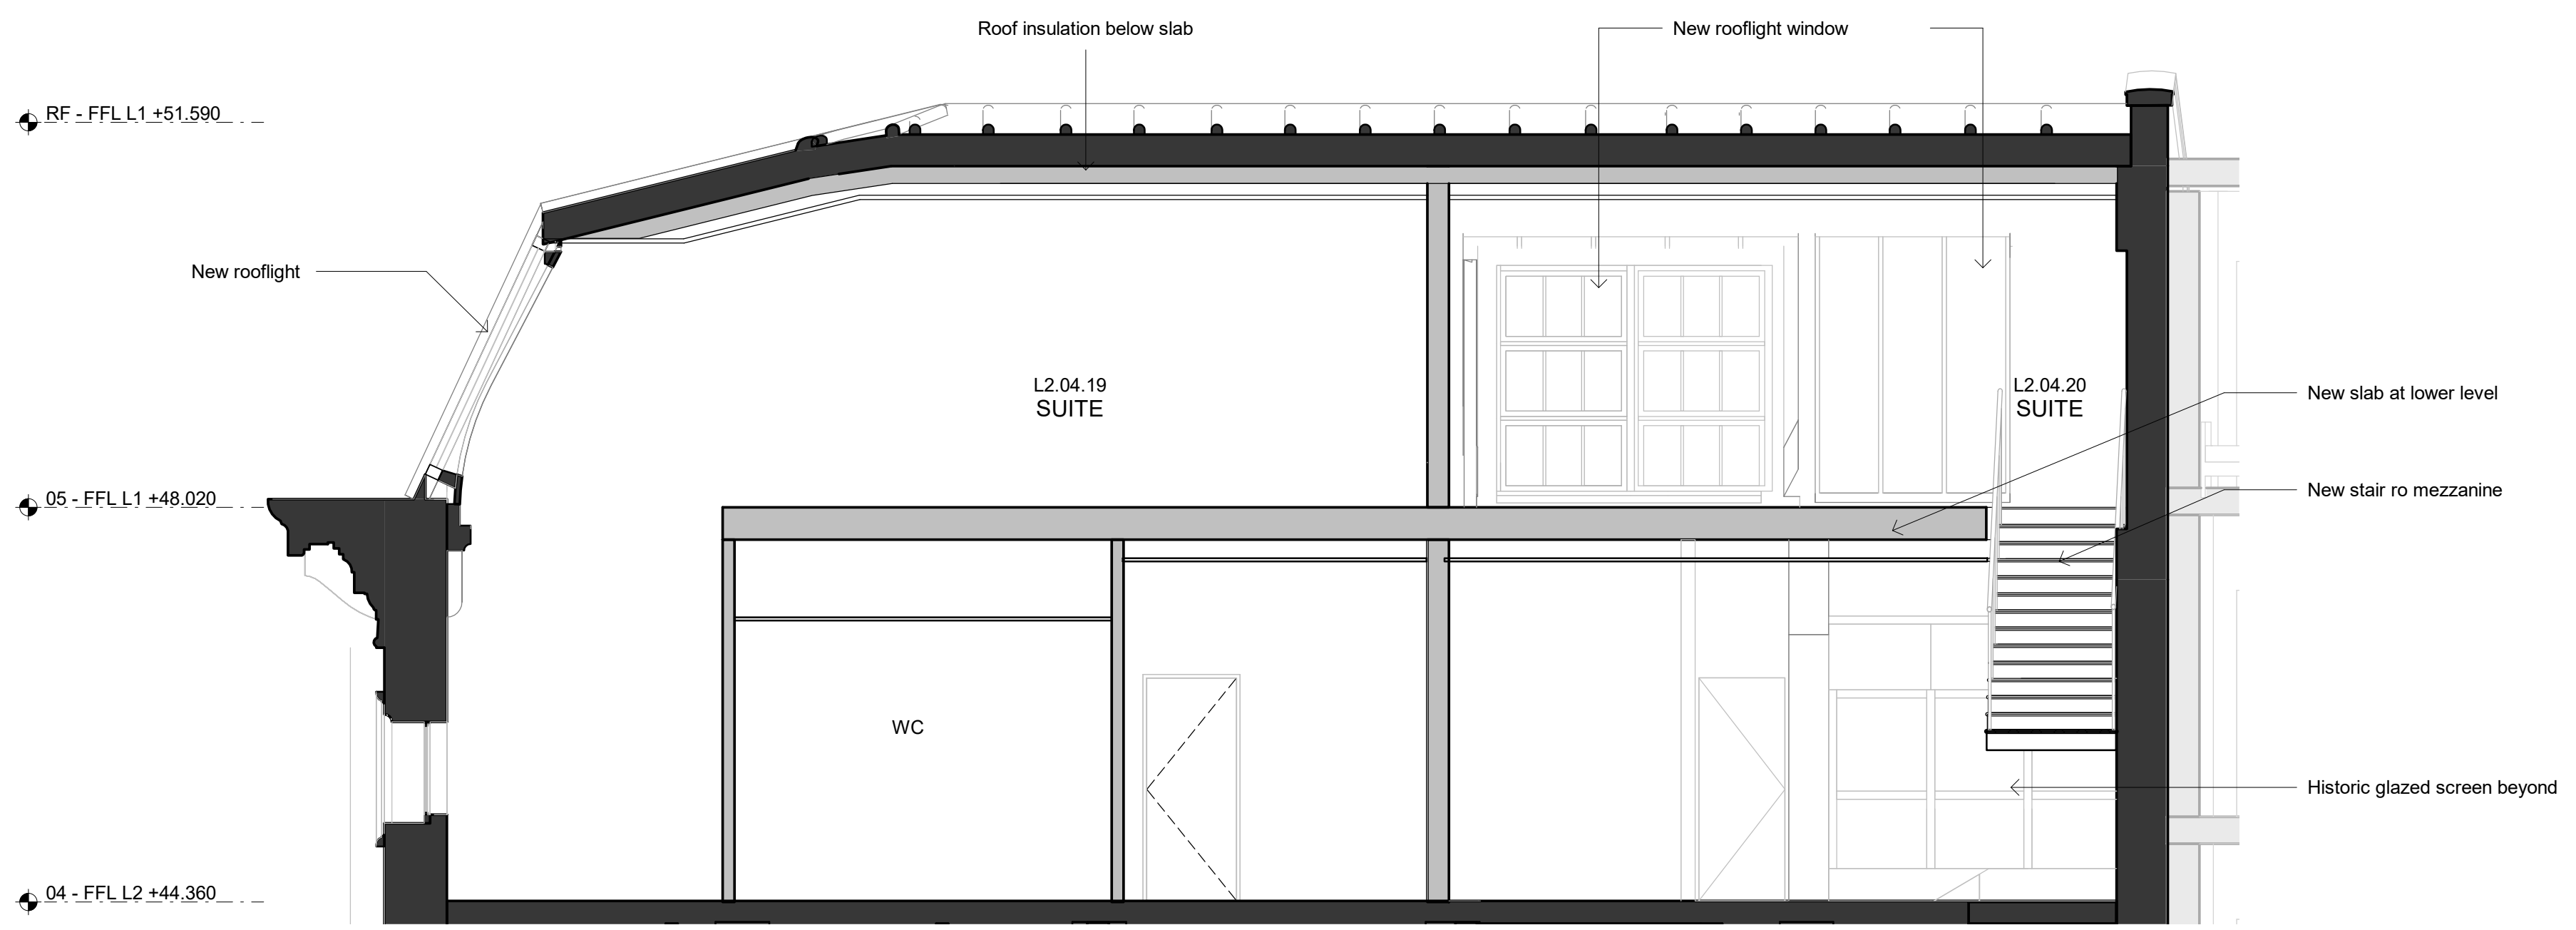 Roof insulation below slab
New rooflight window
RF - FFL L1 +51.590
New rooflight
L2.04.19
SUITE
L2.04.20
SUITE
New slab at lower level
05 - FFL L1 +48.020
New stair ro mezzanine
WC
Historic glazed screen beyond
04 - FFL L2 +44.360